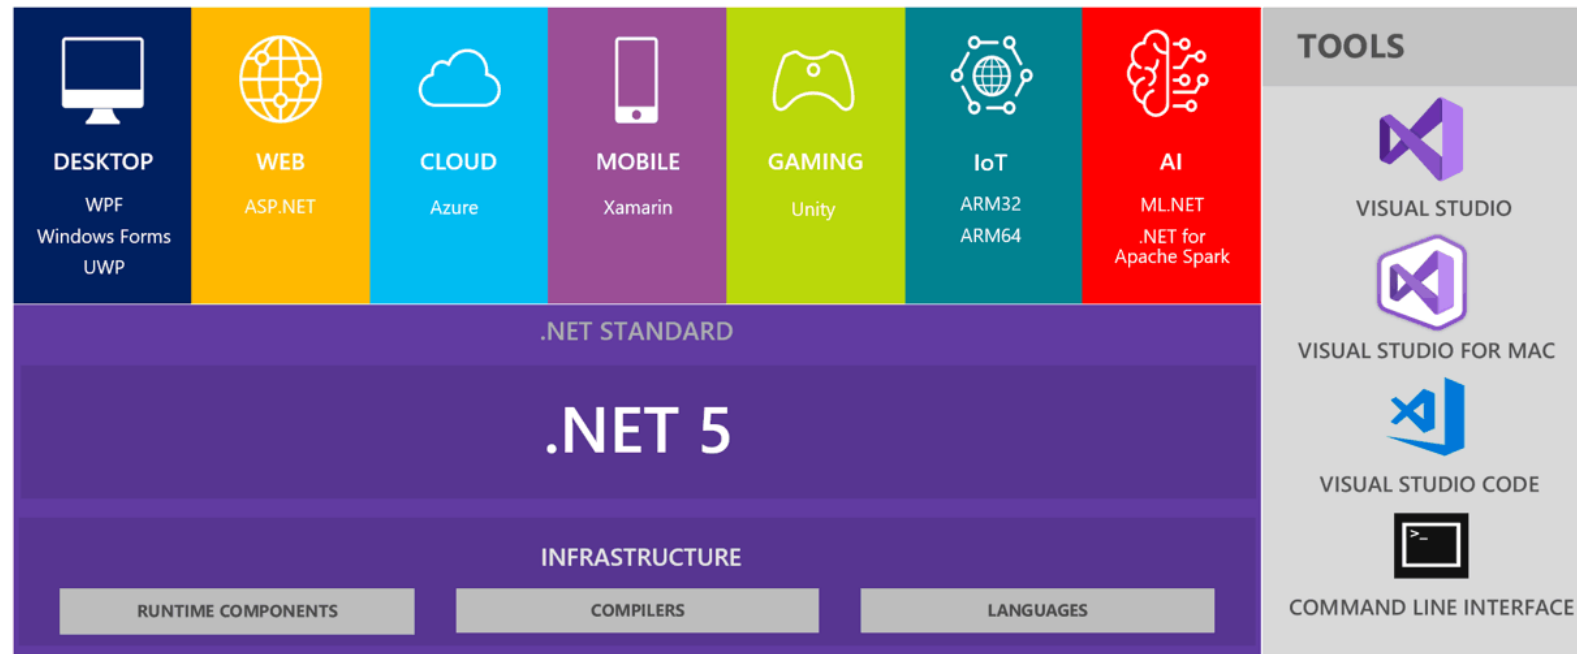 DESKTOP
WPF
Windows Forms
UWP
WEB
ASP.NET
CLOUD
Azure
MOBILE
Xamarin
GAMING
Unity
IoT
ARM32
ARM64
AI
ML.NET
.NET for
Apache Spark
.NET STANDARD
.NET 5
INFRASTRUCTURE
RUNTIME COMPONENTS
COMPILERS
LANGUAGES
TOOLS
VISUAL STUDIO
VISUAL STUDIO FOR MAC
VISUAL STUDIO CODE
>_
COMMAND LINE INTERFACE